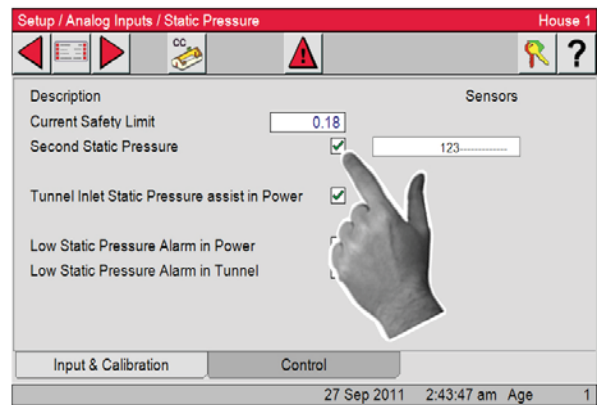 Setup / Analog Inputs / Static Pressure House 1
CC
?
Description Sensors
Current Safety Limit 0.18
Second Static Pressure 123-------------
Tunnel Inlet Static Pressure assist in Power
Low Static Pressure Alarm in Power
Low Static Pressure Alarm in Tunnel
Input & Calibration Control
27 Sep 2011 2:43:47 am Age 1